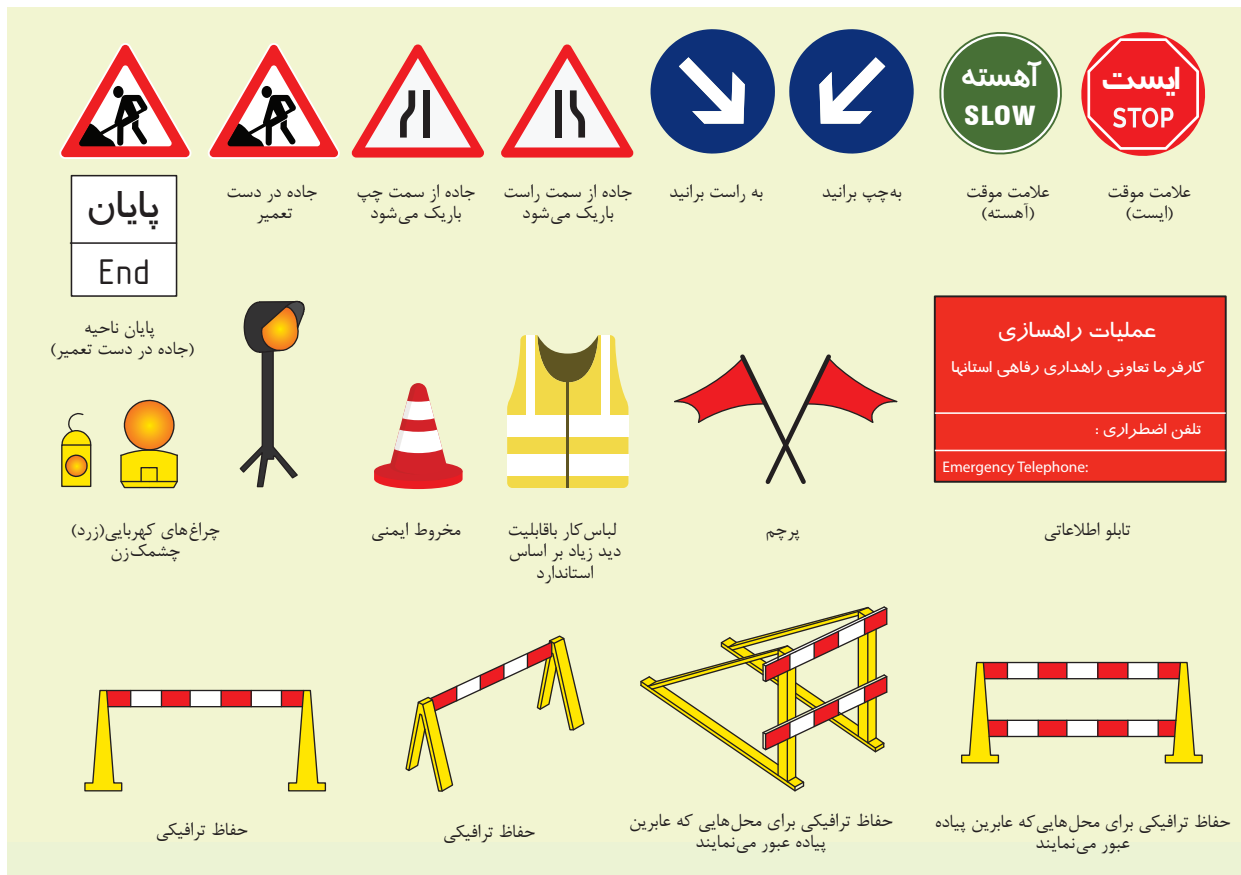 ایست
STOP
آهسته
SLOW
علامت موقت
(ایست)
علامت موقت
(آهسته)
به‌چپ برانید
به راست برانید
جاده از سمت راست
باریک می‌شود
جاده از سمت چپ
باریک می‌شود
جاده در دست
تعمیر
پایان
End
پایان ناحیه
(جاده در دست تعمیر)
عملیات راهسازی
کارفرما تعاونی راهداری رفاهی استانها
تلفن اضطراری :
Emergency Telephone:
تابلو اطلاعاتی
پرچم
لباس‌کار باقابلیت
دید زیاد بر اساس
استاندارد
مخروط ایمنی
چراغ‌های کهربایی(زرد)
چشمک‌زن
حفاظ ترافیکی برای محل‌هایی‌که عابرین پیاده
عبور می‌نمایند
حفاظ ترافیکی برای محل‌هایی که عابرین
پیاده عبور می‌نمایند
حفاظ ترافیکی
حفاظ ترافیکی